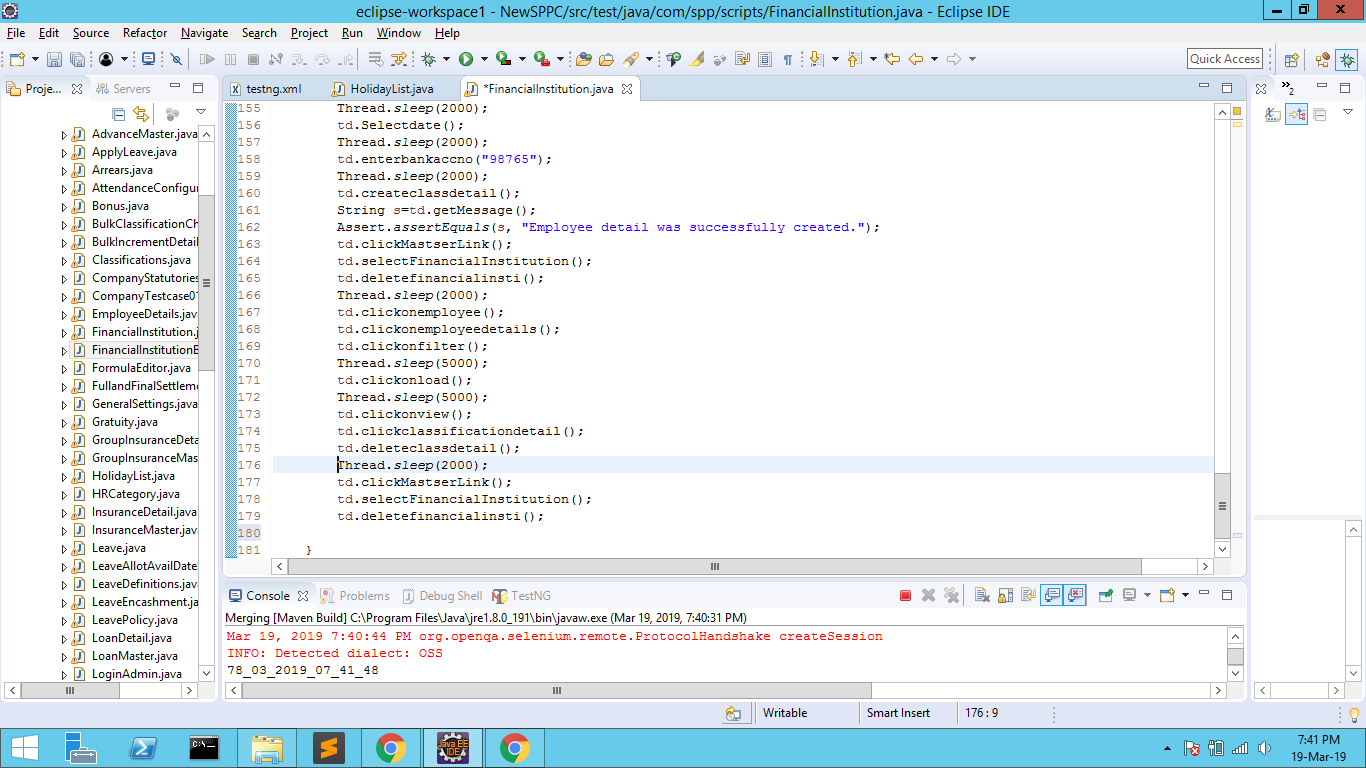 eclipse-workspace1 - NewSPPC/src/test/java/com/spp/scripts/FinancialInstitution.java - Eclipse IDE
File Edit Source Refactor Navigate Search Project Run Window Help
Quick Access
Proje... Servers
testng.xml HolidayList.java *FinancialInstitution.java
2
AdvanceMaster.java
ApplyLeave.java
Arrears.java
AttendanceConfigur
Bonus.java
BulkClassificationCh
BulkIncrementDetail
Classifications.java
CompanyStatutories
CompanyTestcase01
EmployeeDetails.java
FinancialInstitution.j
FinancialInstitutionE
FormulaEditor.java
FullandFinalSettleme
GeneralSettings.java
Gratuity.java
GroupInsuranceDeta
GroupInsuranceMas
HolidayList.java
HRCategory.java
InsuranceDetail.java
InsuranceMaster.java
Leave.java
LeaveAllotAvailDate
LeaveDefinitions.java
LeaveEncashment.ja
LeavePolicy.java
LoanDetail.java
LoanMaster.java
LoginAdmin.java
155 Thread.sleep(2000);
156 td.Selectdate();
157 Thread.sleep(2000);
158 td.enterbankaccno("98765");
159 Thread.sleep(2000);
160 td.createclassdetail();
161 String s=td.getMessage();
162 Assert.assertEquals(s, "Employee detail was successfully created.");
163 td.clickMastserLink();
164 td.selectFinancialInstitution();
165 td.deletefinancialinsti();
166 Thread.sleep(2000);
167 td.clickonemployee();
168 td.clickonemployeedetails();
169 td.clickonfilter();
170 Thread.sleep(5000);
171 td.clickonload();
172 Thread.sleep(5000);
173 td.clickonview();
174 td.clickclassificationdetail();
175 td.deleteclassdetail();
176 Thread.sleep(2000);
177 td.clickMastserLink();
178 td.selectFinancialInstitution();
179 td.deletefinancialinsti();
180
181 }
Console Problems Debug Shell TestNG
Merging [Maven Build] C:\Program Files\Java\jre1.8.0_191\bin\javaw.exe (Mar 19, 2019, 7:40:31 PM)
Mar 19, 2019 7:40:44 PM org.openqa.selenium.remote.ProtocolHandshake createSession
INFO: Detected dialect: OSS
78_03_2019_07_41_48
Writable Smart Insert 176 : 9
Java EE IDE
7:41 PM
19-Mar-19